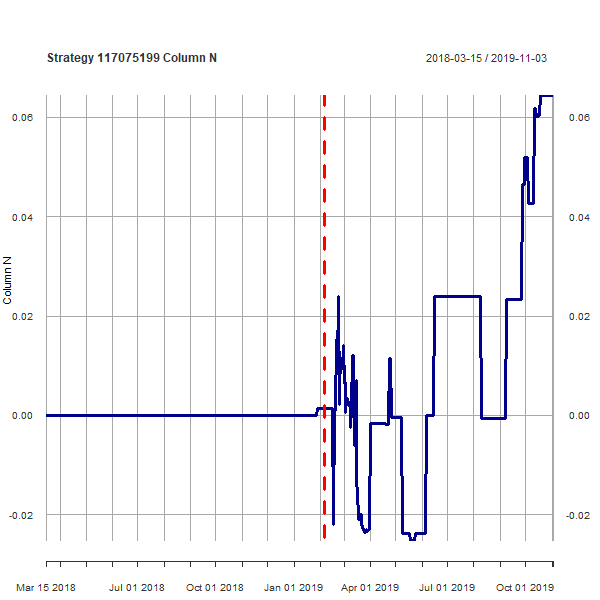 Strategy 117075199 Column N
2018-03-15 / 2019-11-03
0.06
0.06
0.04
0.04
Column N
0.02
0.02
0.00
0.00
-0.02
-0.02
Mar 15 2018
Jul 01 2018
Oct 01 2018
Jan 01 2019
Apr 01 2019
Jul 01 2019
Oct 01 2019